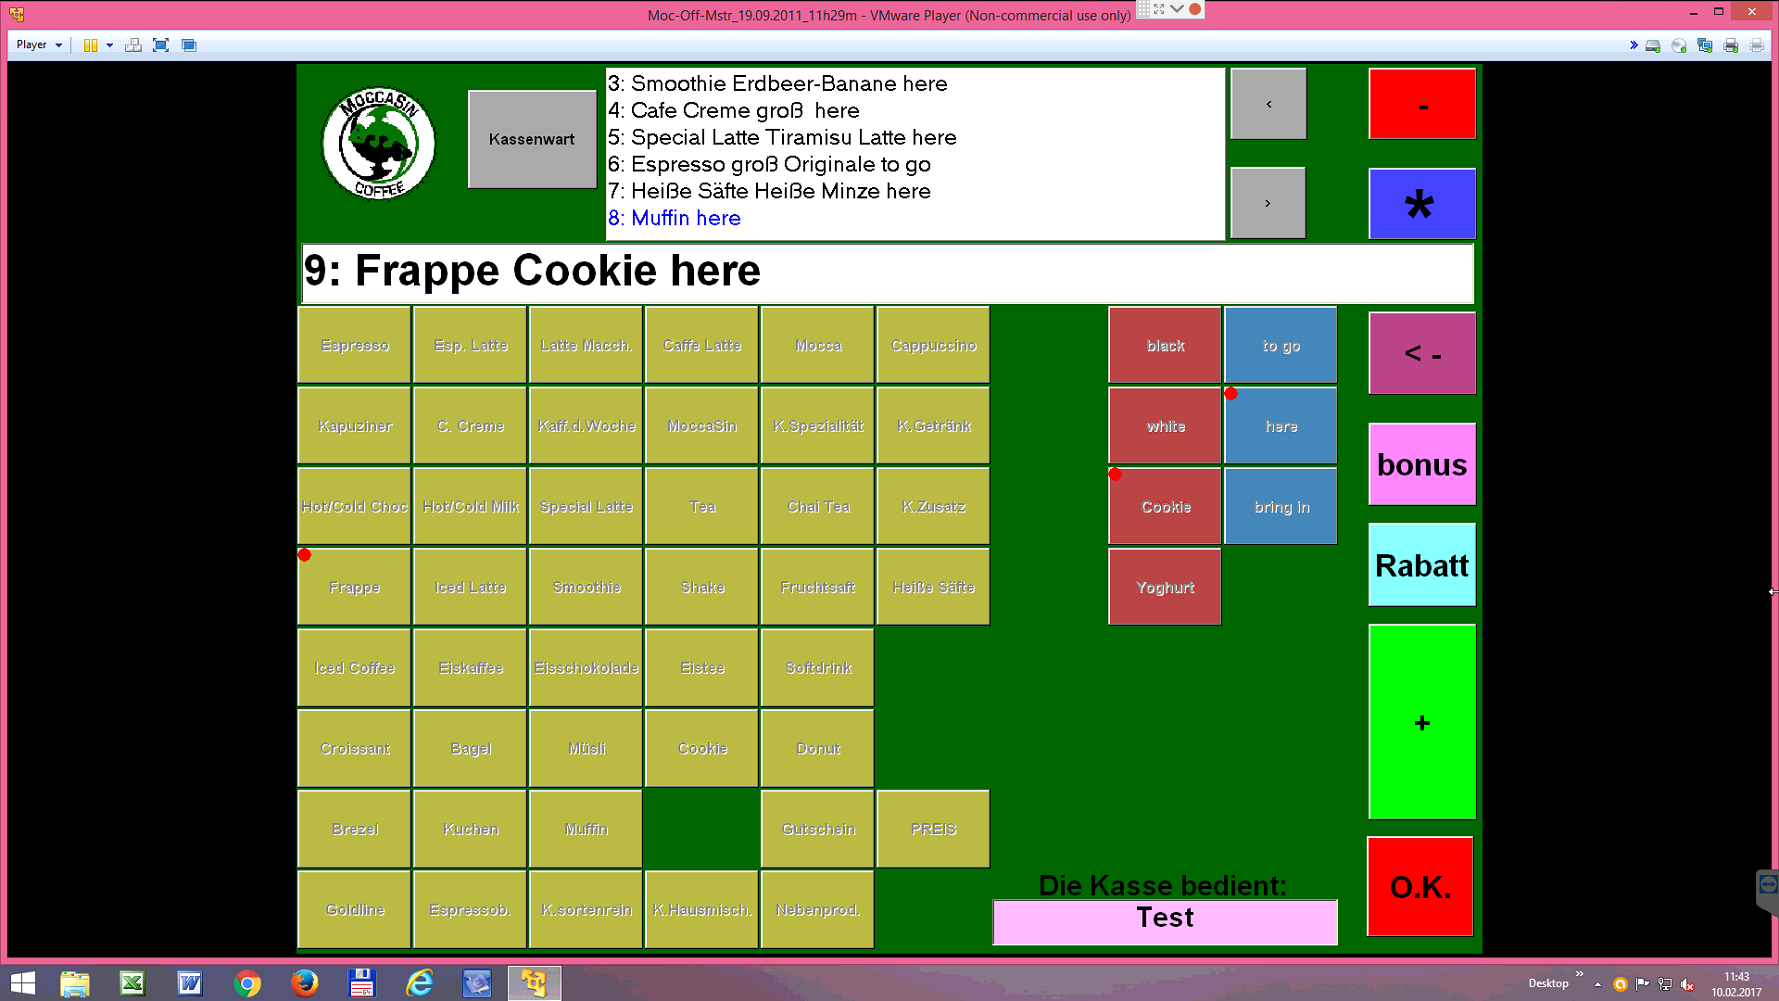 Moc-Off-Mstr_19.09.2011_11h29m - VMware Player (Non-commercial use only)
Player
MOCCASIN
COFFEE
Kassenwart
3: Smoothie Erdbeer-Banane here
4: Cafe Creme groß here
5: Special Latte Tiramisu Latte here
6: Espresso groß Originale to go
7: Heiße Säfte Heiße Minze here
8: Muffin here
<
>
-
*
9: Frappe Cookie here
Espresso Esp. Latte Latte Macch. Caffe Latte Mocca Cappuccino black to go
< -
Kapuziner C. Creme Kaff.d.Woche MoccaSin K.Spezialität K.Getränk white here
bonus
Hot/Cold Choc Hot/Cold Milk Special Latte Tea Chai Tea K.Zusatz Cookie bring in
Rabatt
Frappe Iced Latte Smoothie Shake Fruchtsaft Heiße Säfte Yoghurt
Iced Coffee Eiskaffee Eisschokolade Eistee Softdrink
+
Croissant Bagel Müsli Cookie Donut
Brezel Kuchen Muffin Gutschein PREIS
Goldline Espressob. K.sortenrein K.Hausmisch. Nebenprod.
Die Kasse bedient:
Test
O.K.
Desktop
11:43
10.02.2017